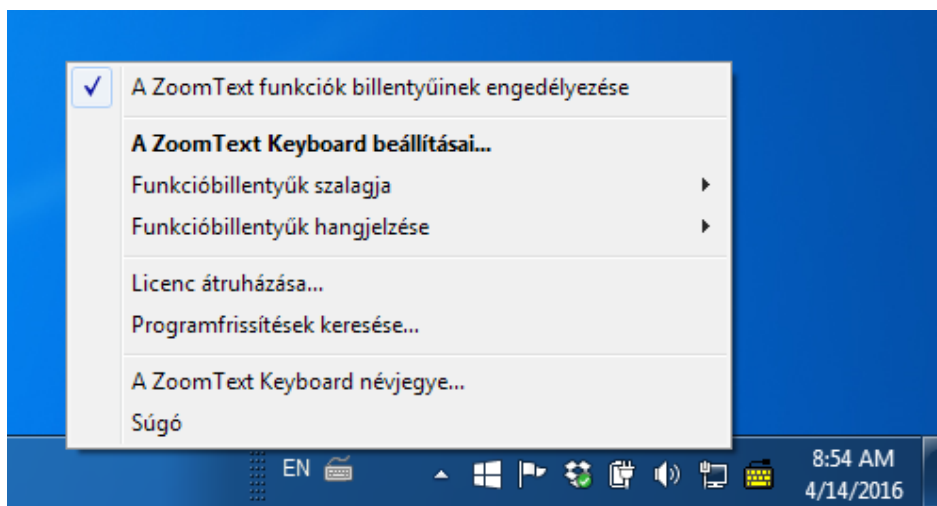 A ZoomText funkciók billentyűinek engedélyezése
A ZoomText Keyboard beállításai...
Funkcióbillentyűk szalagja
Funkcióbillentyűk hangjelzése
Licenc átruházása...
Programfrissítések keresése...
A ZoomText Keyboard névjegye...
Súgó
EN
8:54 AM
4/14/2016